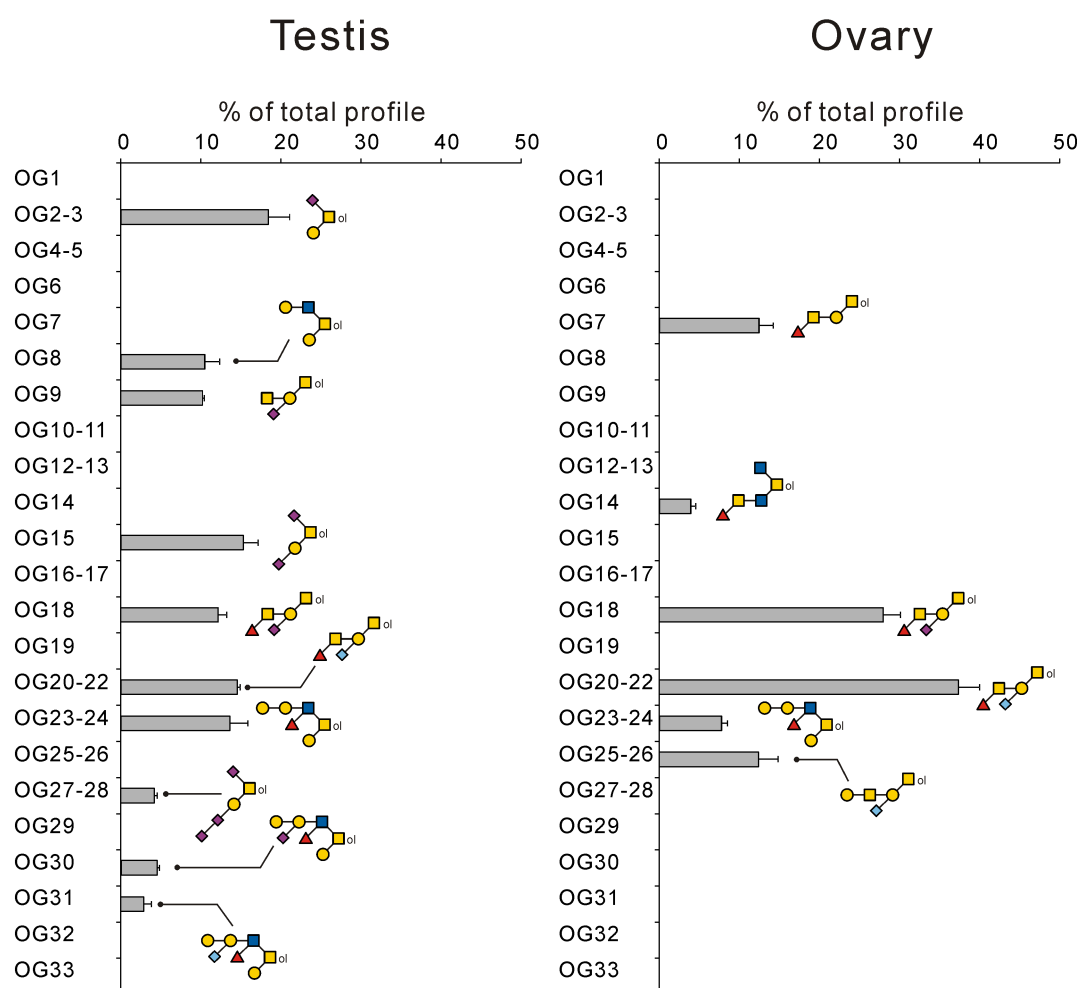 Testis
% of total profile
0 10 20 30 40 50
OG1
OG2-3
ol
OG4-5
OG6
OG7
ol
OG8
OG9
ol
OG10-11
OG12-13
OG14
OG15
ol
OG16-17
OG18
ol
OG19
ol
OG20-22
OG23-24
ol
OG25-26
OG27-28
ol
OG29
ol
OG30
OG31
OG32
ol
OG33
Ovary
% of total profile
0 10 20 30 40 50
OG1
OG2-3
OG4-5
OG6
ol
OG7
OG8
OG9
OG10-11
OG12-13
ol
OG14
OG15
OG16-17
OG18
ol
OG19
ol
OG20-22
OG23-24
ol
OG25-26
OG27-28
ol
OG29
OG30
OG31
OG32
OG33